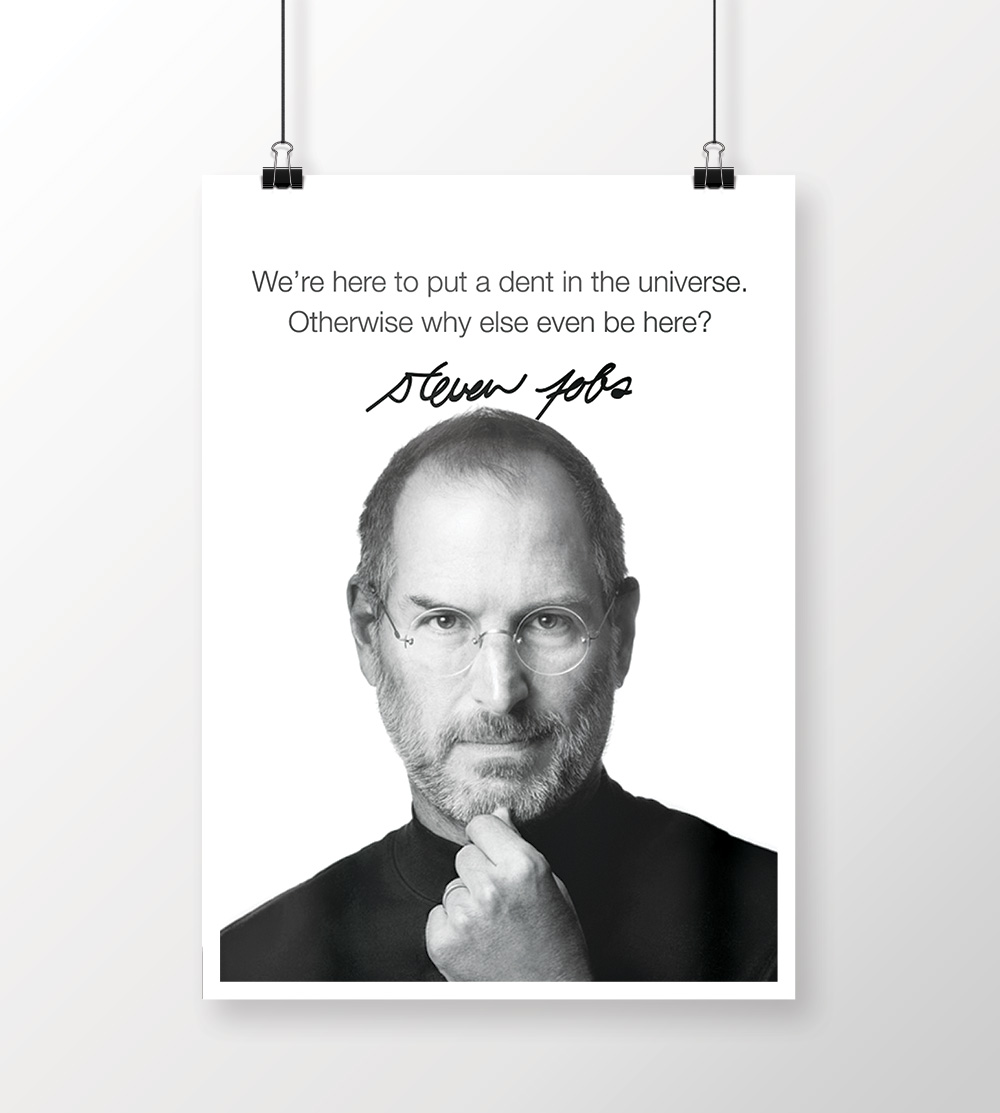 We're here to put a dent in the universe.
Otherwise why else even be here?
steven jobs